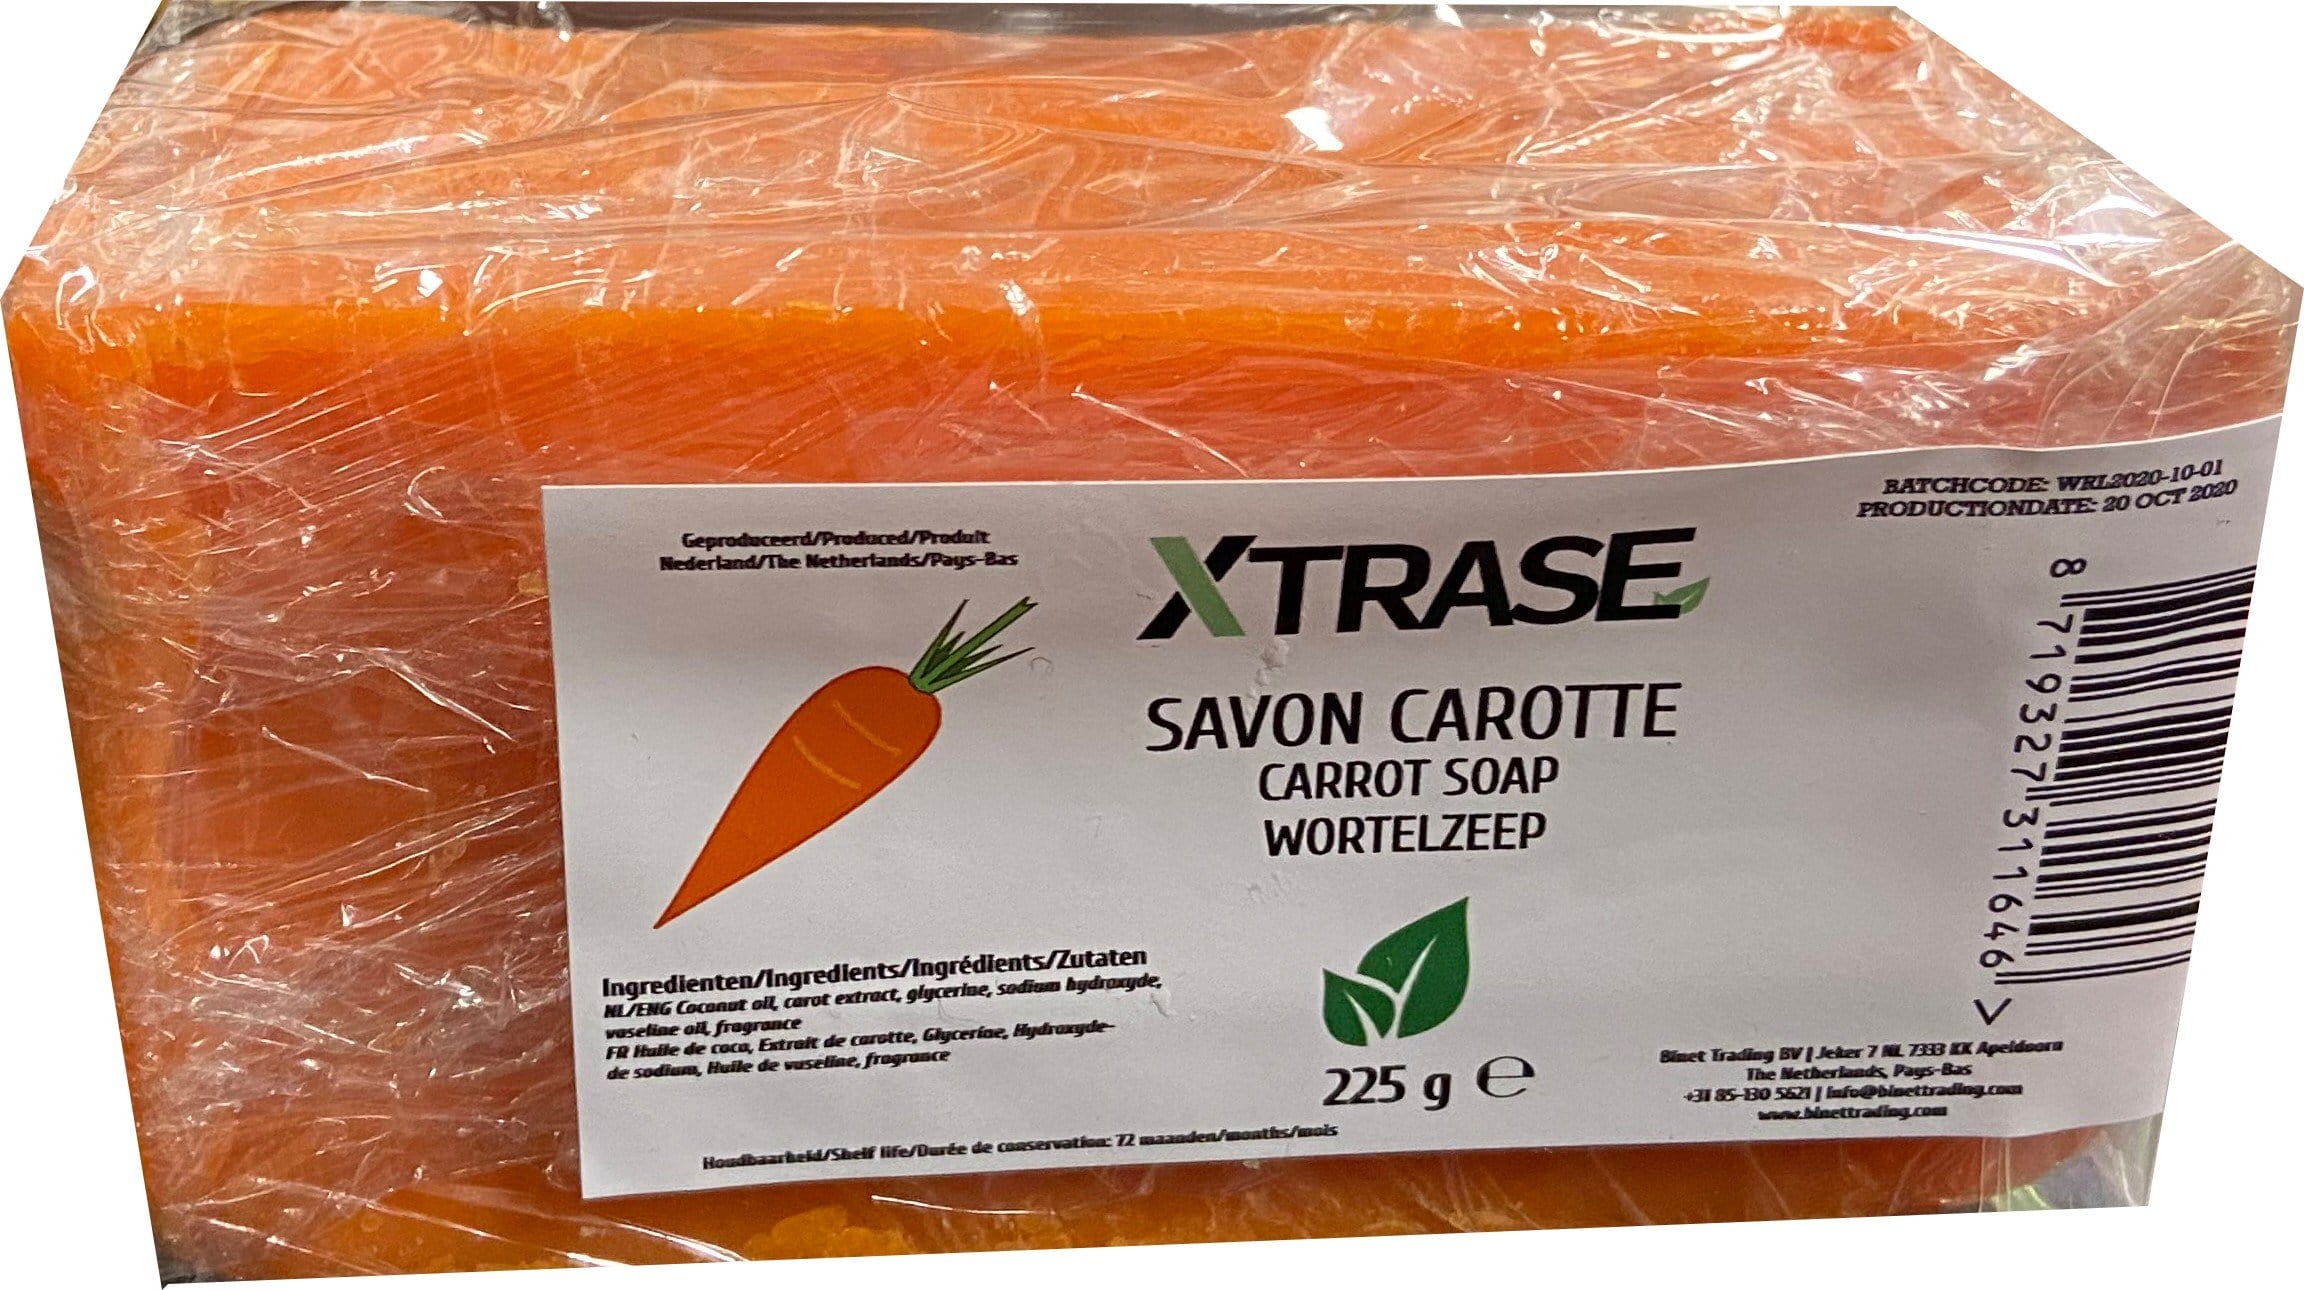 BATCHCODE: WRL2020-10-01
PRODUCTIONDATE: 20 OCT 2020
Geproduceerd/Produced/Produit
Nederland/The Netherlands/Pays-Bas
XTRASE
SAVON CAROTTE
CARROT SOAP
WORTELZEEP
8 719327 311646 >
Ingredienten/Ingredients/Ingrédients/Zutaten
NL/ENG Coconut oil, carot extract, glycerine, sodium hydroxyde,
vaseline oil, fragrance
FR Huile de coco, Extrait de carotte, Glycerine, Hydroxyde-
de sodium, Huile de vaseline, fragrance
225 g ℮
Binet Trading BV | Jeker 7 NL 7333 KK Apeldoorn
The Netherlands, Pays-Bas
+31 85-130 5621 | info@binettrading.com
www.binettrading.com
Houdbaarheid/Shelf life/Durée de conservation: 72 maanden/months/mois